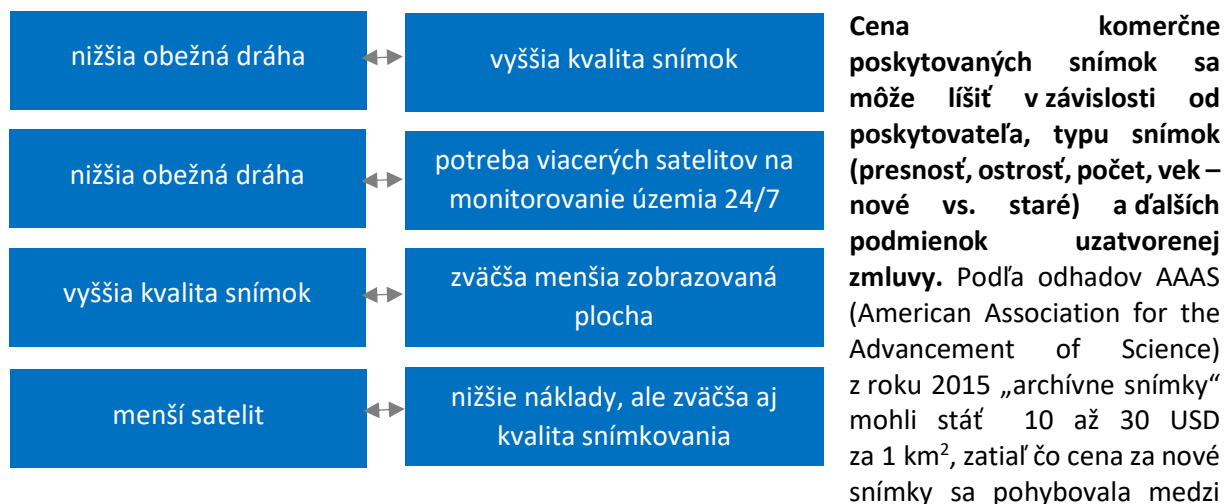 nižšia obežná dráha
vyššia kvalita snímok
nižšia obežná dráha
potreba viacerých satelitov na
monitorovanie územia 24/7
vyššia kvalita snímok
zväčša menšia zobrazovaná
plocha
menší satelit
nižšie náklady, ale zväčša aj
kvalita snímkovania
Cena komerčne
poskytovaných snímok sa
môže líšiť v závislosti od
poskytovateľa, typu snímok
(presnosť, ostrosť, počet, vek –
nové vs. staré) a ďalších
podmienok uzatvorenej
zmluvy. Podľa odhadov AAAS
(American Association for the
Advancement of Science)
z roku 2015 „archívne snímky“
mohli stáť 10 až 30 USD
za 1 km², zatiaľ čo cena za nové
snímky sa pohybovala medzi